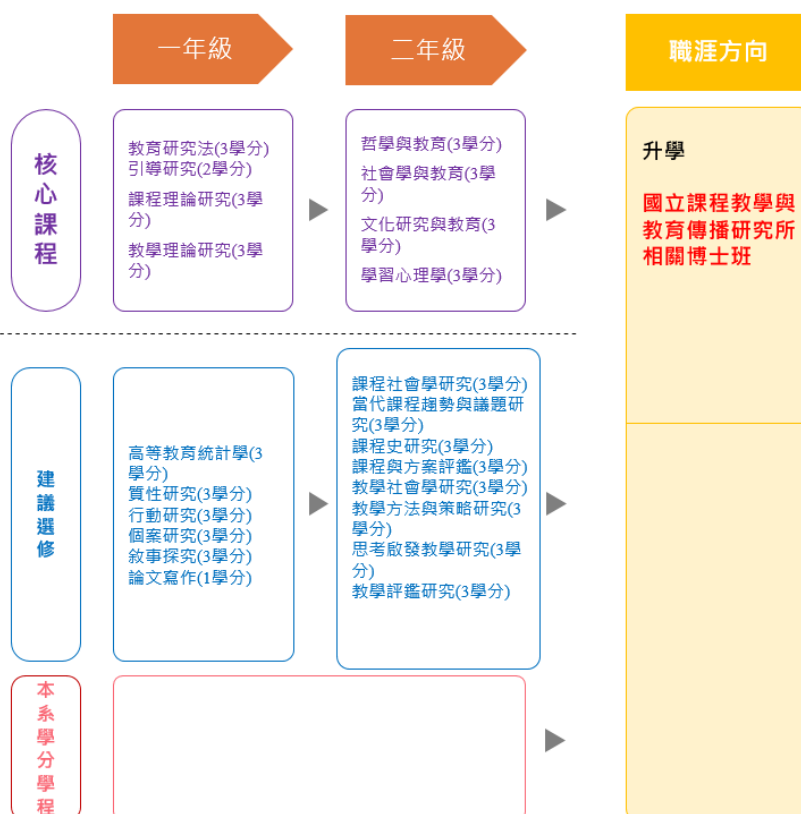 一年級
二年級
職涯方向
核
心
課
程
教育研究法(3學分)
引導研究(2學分)
課程理論研究(3學
分)
教學理論研究(3學
分)
哲學與教育(3學分)
社會學與教育(3學
分)
文化研究與教育(3
學分)
學習心理學(3學分)
升學
國立課程教學與
教育傳播研究所
相關博士班
建
議
選
修
高等教育統計學(3
學分)
質性研究(3學分)
行動研究(3學分)
個案研究(3學分)
敘事探究(3學分)
論文寫作(1學分)
課程社會學研究(3學分)
當代課程趨勢與議題研
究(3學分)
課程史研究(3學分)
課程與方案評鑑(3學分)
教學社會學研究(3學分)
教學方法與策略研究(3
學分)
思考啟發教學研究(3學
分)
教學評鑑研究(3學分)
本
系
學
分
學
程